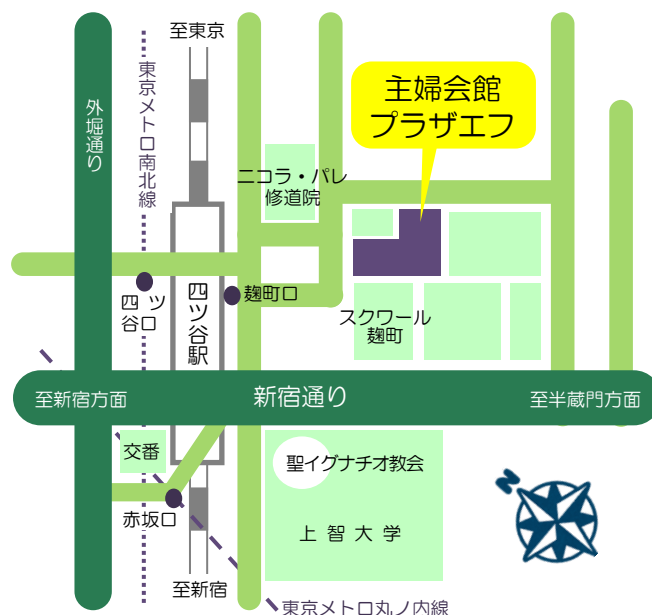 至東京
主婦会館
プラザエフ
外堀通り
東京メトロ南北線
ニコラ・バレ
修道院
四ツ
谷口
四ツ谷駅
麹町口
スクワール
麹町
至新宿方面
新宿通り
至半蔵門方面
交番
聖イグナチオ教会
赤坂口
上智大学
N
至新宿
東京メトロ丸ノ内線